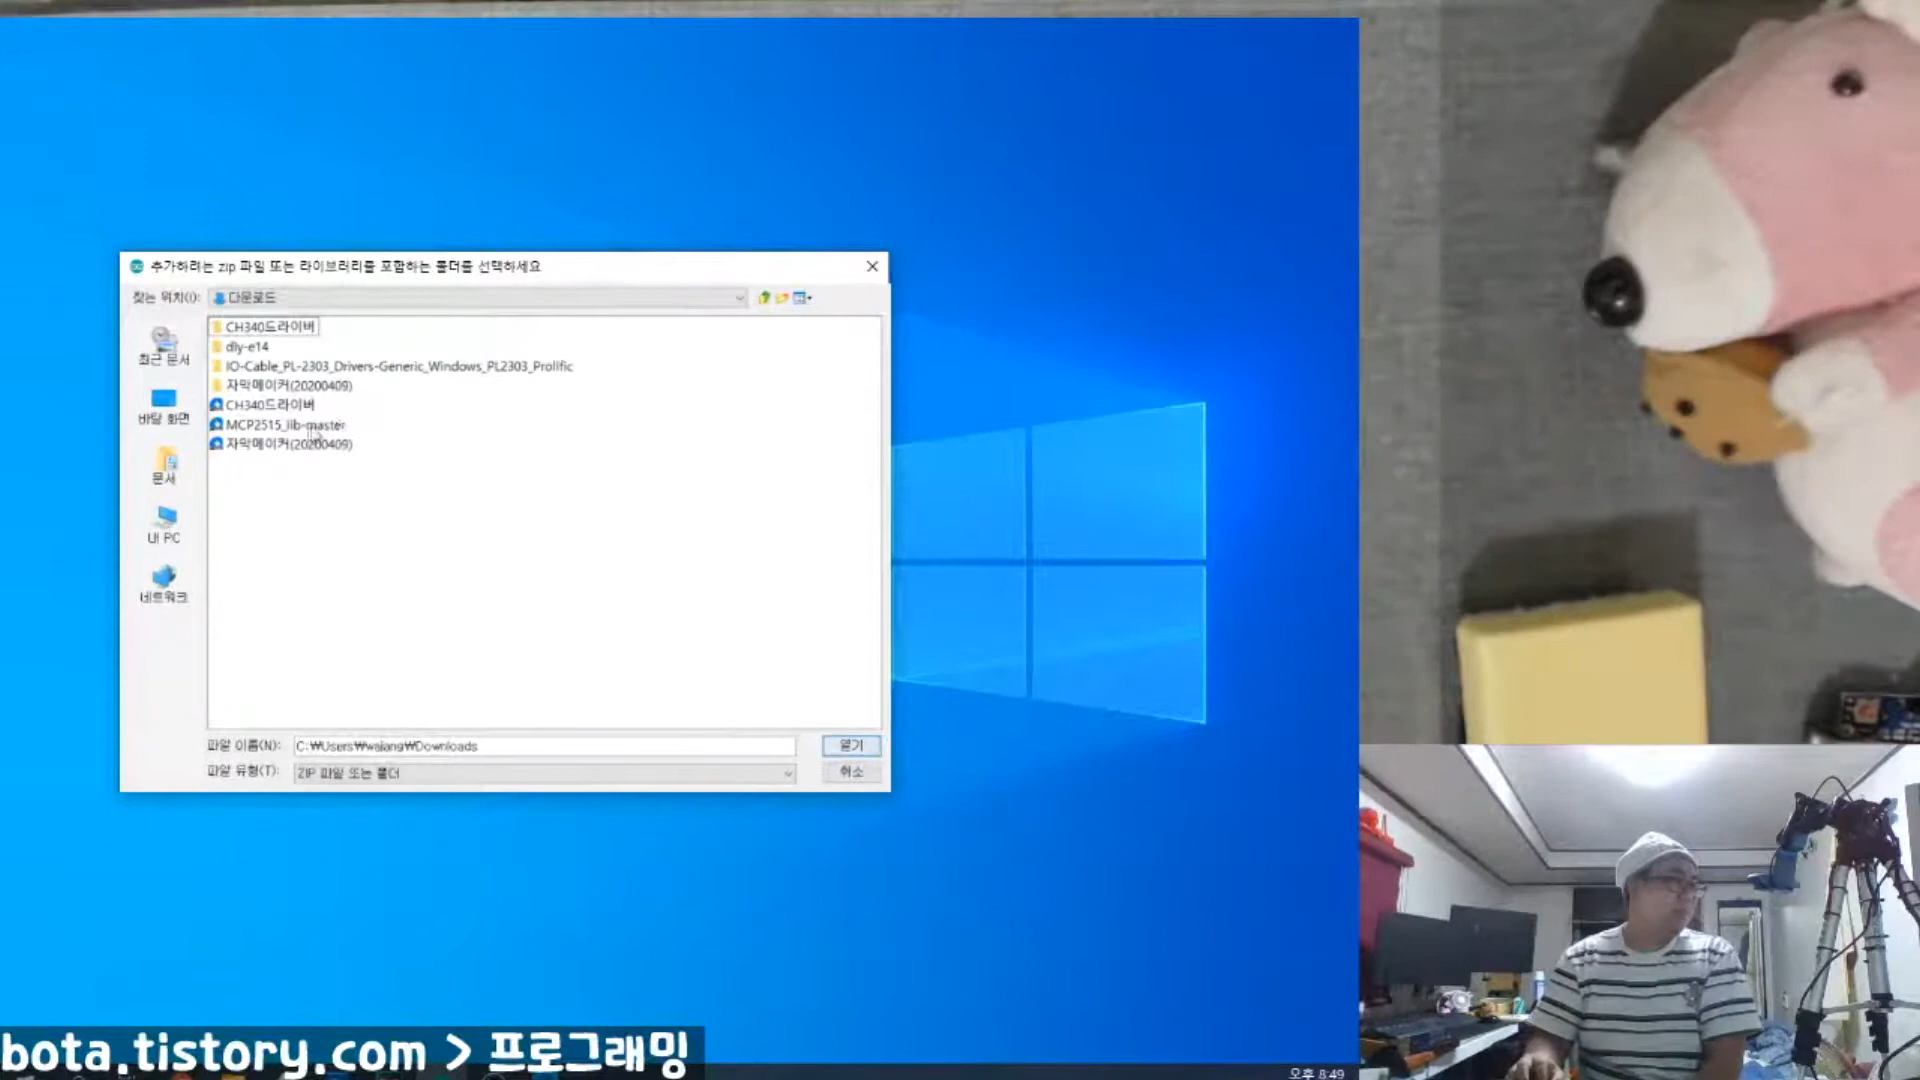 추가하려는 zip 파일 또는 라이브러리를 포함하는 폴더를 선택하세요
찾는 위치(I): 다운로드
최근 문서
바탕 화면
문서
내 PC
네트워크
CH340드라이버
dly-e14
IO-Cable_PL-2303_Drivers-Generic_Windows_PL2303_Prolific
자막메이커(20200409)
CH340드라이버
MCP2515_lib-master
자막메이커(20200409)
파일 이름(N): C:₩Users₩wajang₩Downloads 열기
파일 유형(T): ZIP 파일 또는 폴더 취소
bota.tistory.com > 프로그래밍
오후 8:49